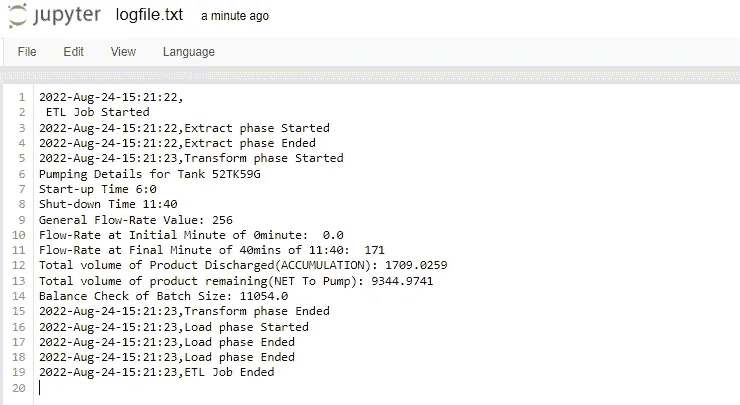 jupyter logfile.txt a minute ago
File Edit View Language
1 2022-Aug-24-15:21:22,
2 ETL Job Started
3 2022-Aug-24-15:21:22,Extract phase Started
4 2022-Aug-24-15:21:22,Extract phase Ended
5 2022-Aug-24-15:21:23,Transform phase Started
6 Pumping Details for Tank 52TK59G
7 Start-up Time 6:0
8 Shut-down Time 11:40
9 General Flow-Rate Value: 256
10 Flow-Rate at Initial Minute of 0minute:  0.0
11 Flow-Rate at Final Minute of 40mins of 11:40:  171
12 Total volume of Product Discharged(ACCUMULATION): 1709.0259
13 Total volume of product remaining(NET To Pump): 9344.9741
14 Balance Check of Batch Size: 11054.0
15 2022-Aug-24-15:21:23,Transform phase Ended
16 2022-Aug-24-15:21:23,Load phase Started
17 2022-Aug-24-15:21:23,Load phase Ended
18 2022-Aug-24-15:21:23,Load phase Ended
19 2022-Aug-24-15:21:23,ETL Job Ended
20